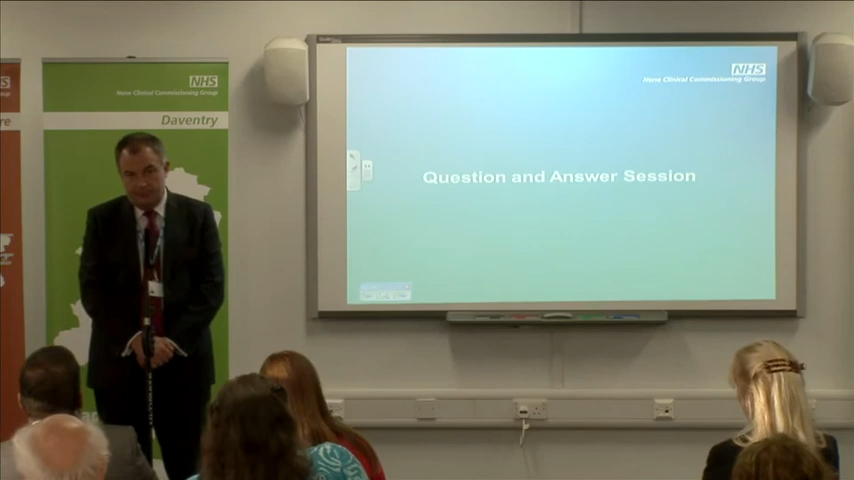 NHS
Nene Clinical Commissioning Group
Daventry
NHS
Nene Clinical Commissioning Group
Question and Answer Session